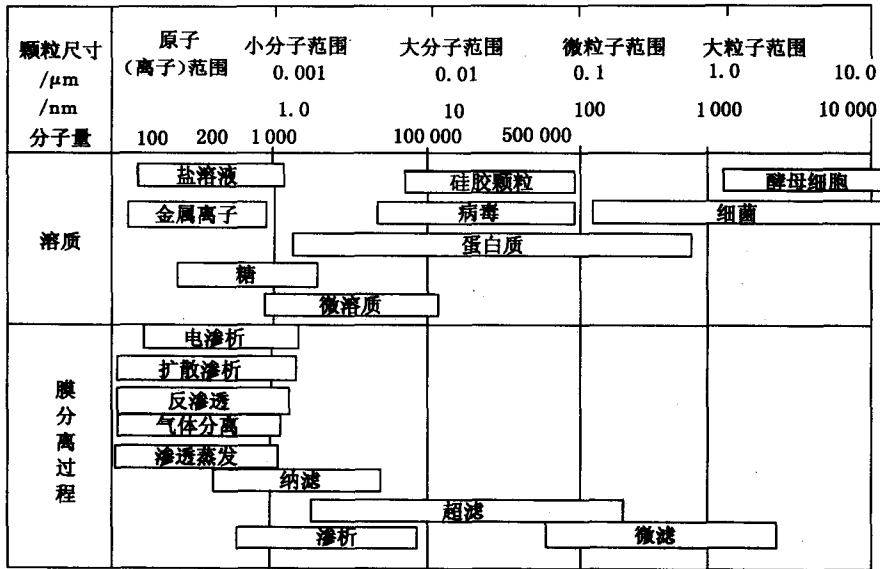 颗粒尺寸 原子 小分子范围 大分子范围 微粒子范围 大粒子范围
/μm (离子)范围 0.001 0.01 0.1 1.0 10.0
/nm 1.0 10 100 1 000 10 000
分子量 100 200 1 000 100 000 500 000
溶质
盐溶液 硅胶颗粒 酵母细胞
金属离子 病毒 细菌
蛋白质
糖
微溶质
膜分离过程
电渗析
扩散渗析
反渗透
气体分离
渗透蒸发
纳滤
超滤
渗析 微滤